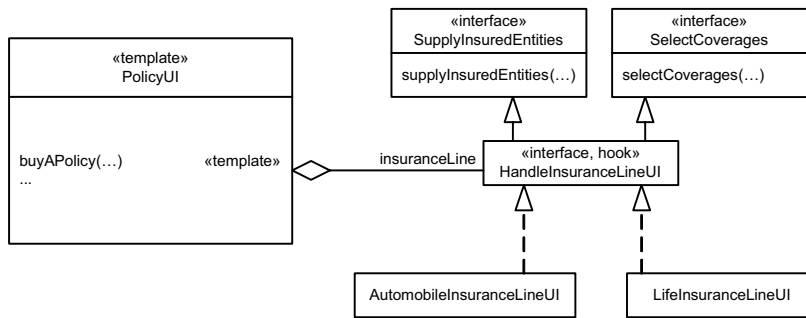 «interface»
SupplyInsuredEntities
supplyInsuredEntities(…)
«interface»
SelectCoverages
selectCoverages(…)
«template»
PolicyUI
buyAPolicy(…) «template»
...
insuranceLine
«interface, hook»
HandleInsuranceLineUI
AutomobileInsuranceLineUI
LifeInsuranceLineUI